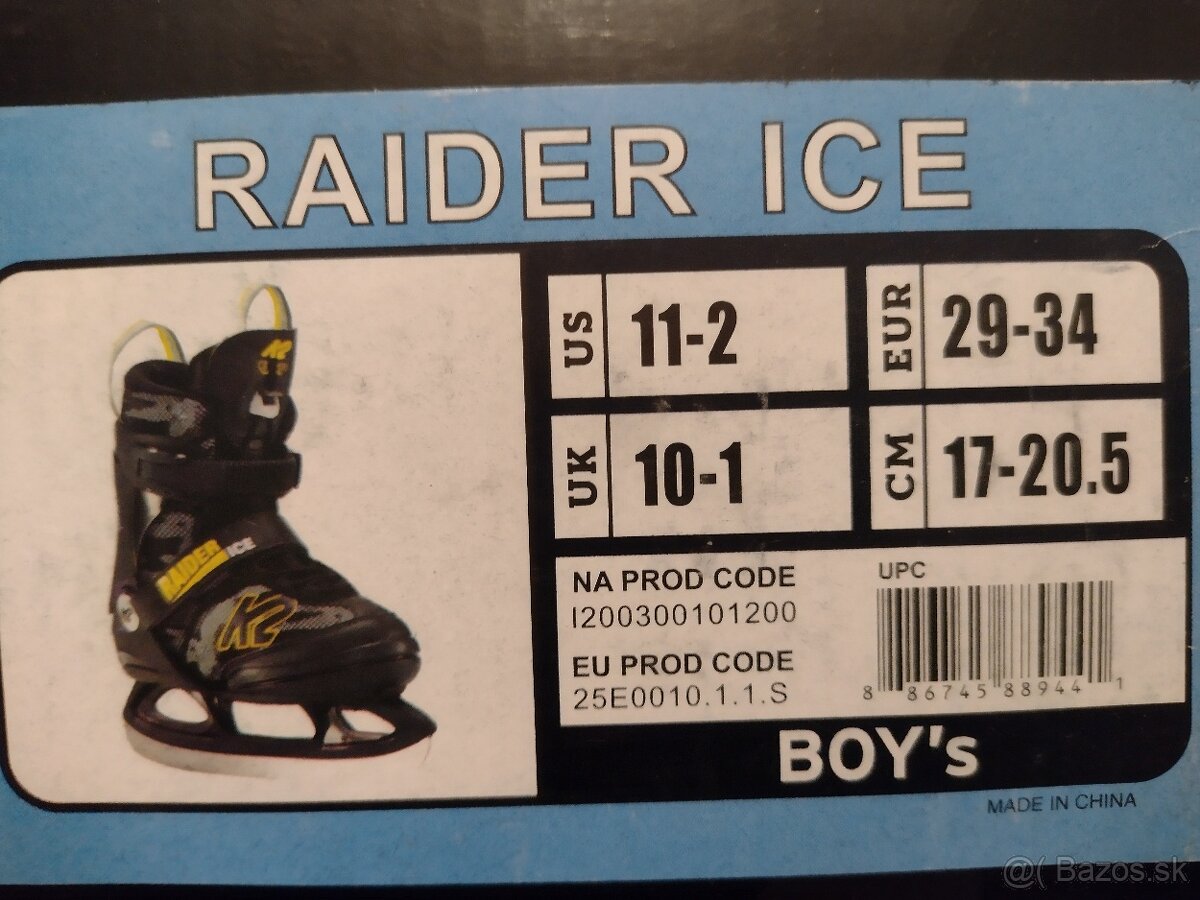 RAIDER ICE
K2
RAIDER ICE
K2
US 11-2
EUR 29-34
UK 10-1
CM 17-20.5
NA PROD CODE
I200300101200
EU PROD CODE
25E0010.1.1.S
UPC
8 86745 88944 1
BOY's
MADE IN CHINA
@( Bazos.sk